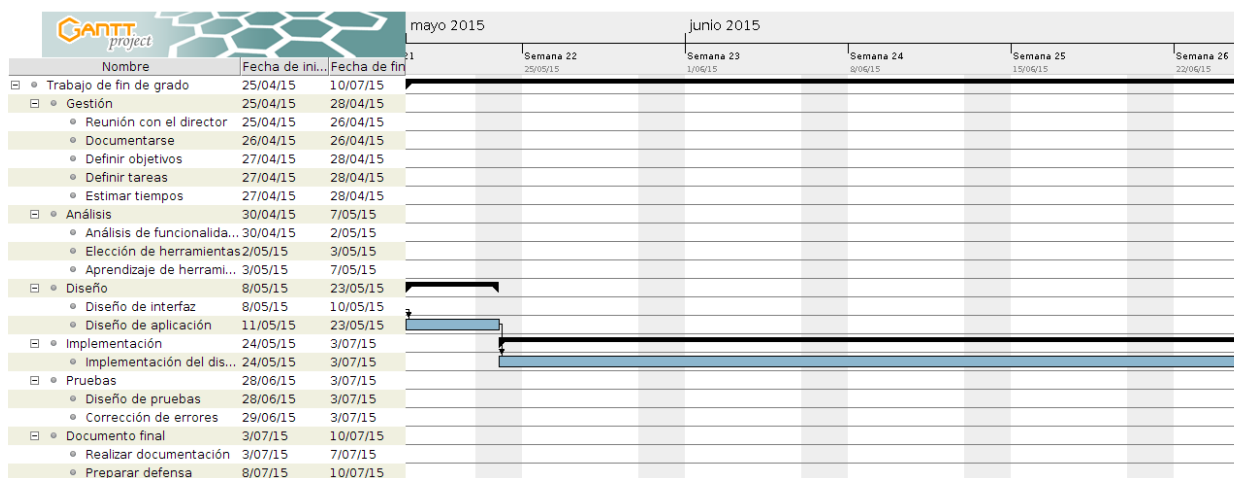 GANTT
project
mayo 2015
junio 2015
21
Semana 22
Semana 23
Semana 24
Semana 25
Semana 26
25/05/15
1/06/15
8/06/15
15/06/15
22/06/15
Nombre Fecha de ini... Fecha de fin
Trabajo de fin de grado 25/04/15 10/07/15
Gestión 25/04/15 28/04/15
Reunión con el director 25/04/15 26/04/15
Documentarse 26/04/15 26/04/15
Definir objetivos 27/04/15 28/04/15
Definir tareas 27/04/15 28/04/15
Estimar tiempos 27/04/15 28/04/15
Análisis 30/04/15 7/05/15
Análisis de funcionalida... 30/04/15 2/05/15
Elección de herramientas 2/05/15 3/05/15
Aprendizaje de herrami... 3/05/15 7/05/15
Diseño 8/05/15 23/05/15
Diseño de interfaz 8/05/15 10/05/15
Diseño de aplicación 11/05/15 23/05/15
Implementación 24/05/15 3/07/15
Implementación del dis... 24/05/15 3/07/15
Pruebas 28/06/15 3/07/15
Diseño de pruebas 28/06/15 3/07/15
Corrección de errores 29/06/15 3/07/15
Documento final 3/07/15 10/07/15
Realizar documentación 3/07/15 7/07/15
Preparar defensa 8/07/15 10/07/15